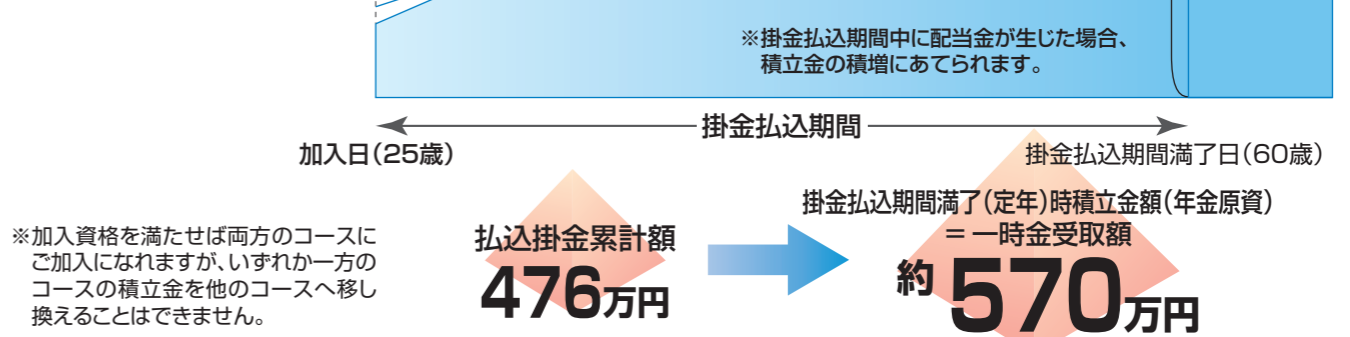 ※掛金払込期間中に配当金が生じた場合、
積立金の積増にあてられます。
掛金払込期間
加入日(25歳)
掛金払込期間満了日(60歳)
※加入資格を満たせば両方のコースに
ご加入になれますが、いずれか一方の
コースの積立金を他のコースへ移し
換えることはできません。
払込掛金累計額
476万円
掛金払込期間満了(定年)時積立金額(年金原資)
=一時金受取額
約570万円